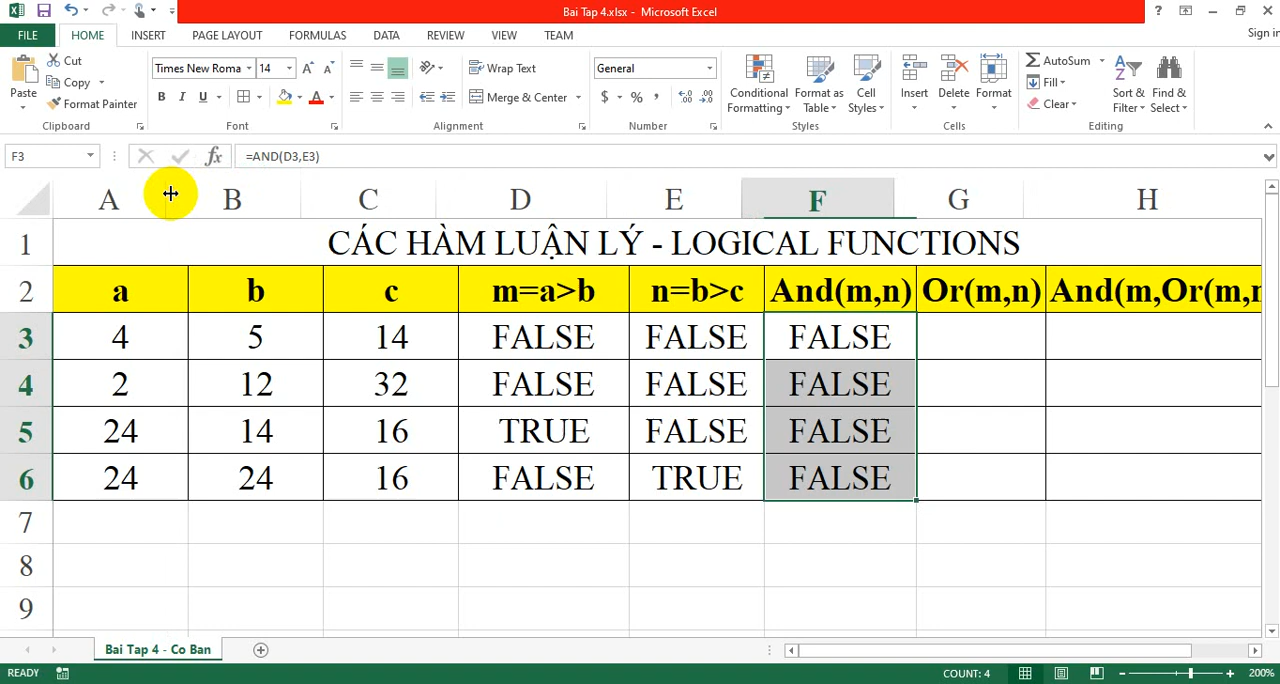 Bai Tap 4.xlsx - Microsoft Excel
?
FILE HOME INSERT PAGE LAYOUT FORMULAS DATA REVIEW VIEW TEAM Sign in
Cut
Copy
Format Painter
Paste
Clipboard
Times New Roma 14
B I U
Font
Wrap Text
Merge & Center
Alignment
General
$ % ,
Number
Conditional Formatting
Format as Table
Cell Styles
Styles
Insert Delete Format
Cells
AutoSum
Fill
Clear
Sort & Filter
Find & Select
Editing
F3 fx =AND(D3,E3)
A B C D E F G H
1 CÁC HÀM LUẬN LÝ - LOGICAL FUNCTIONS
2 a b c m=a>b n=b>c And(m,n) Or(m,n) And(m,Or(m,n
3 4 5 14 FALSE FALSE FALSE
4 2 12 32 FALSE FALSE FALSE
5 24 14 16 TRUE FALSE FALSE
6 24 24 16 FALSE TRUE FALSE
7
8
9
Bai Tap 4 - Co Ban
READY COUNT: 4 200%